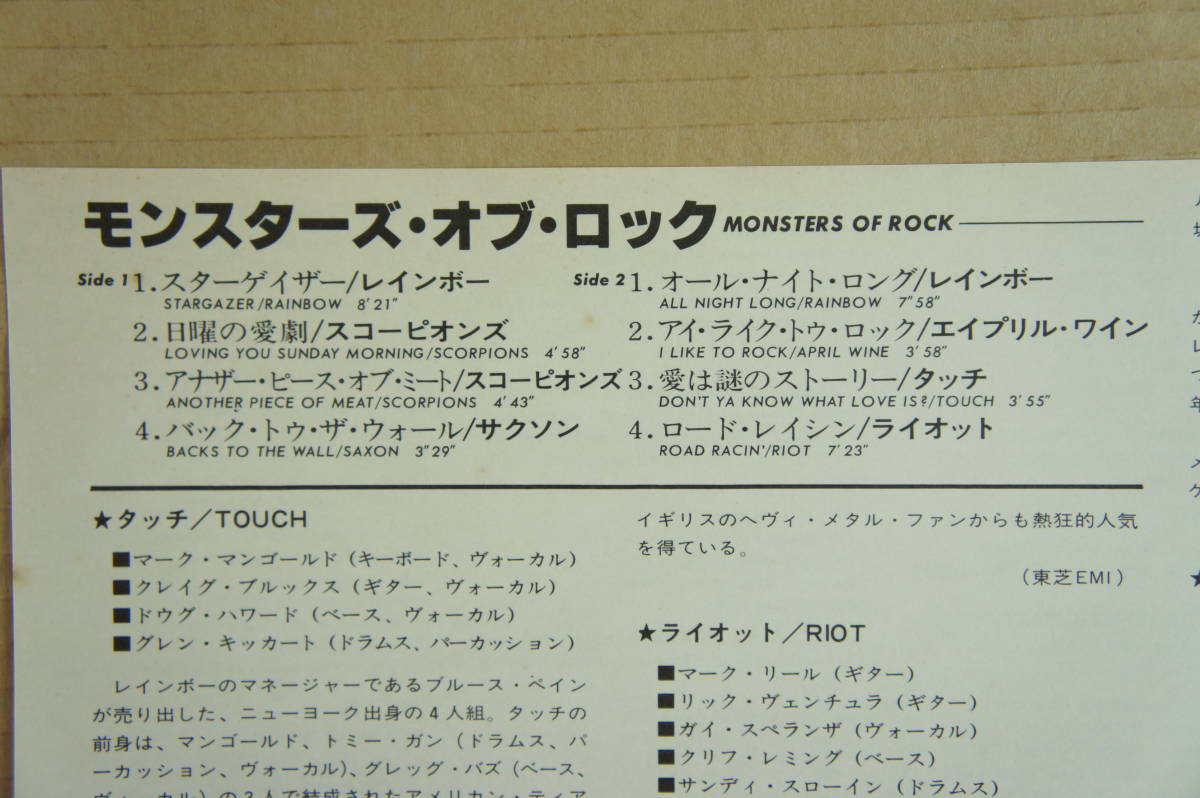 モンスターズ・オブ・ロック MONSTERS OF ROCK
Side 1 1. スターゲイザー/レインボー
STARGAZER/RAINBOW 8'21"
2. 日曜の愛劇/スコーピオンズ
LOVING YOU SUNDAY MORNING/SCORPIONS 4'58"
3. アナザー・ピース・オブ・ミート/スコーピオンズ
ANOTHER PIECE OF MEAT/SCORPIONS 4'43"
4. バック・トゥ・ザ・ウォール/サクソン
BACKS TO THE WALL/SAXON 3"29"
Side 2 1. オール・ナイト・ロング/レインボー
ALL NIGHT LONG/RAINBOW 7"58"
2. アイ・ライク・トゥ・ロック/エイプリル・ワイン
I LIKE TO ROCK/APRIL WINE 3'58"
3. 愛は謎のストーリー/タッチ
DON'T YA KNOW WHAT LOVE IS?/TOUCH 3'55"
4. ロード・レイシン/ライオット
ROAD RACIN'/RIOT 7'23"
★タッチ/TOUCH
■マーク・マンゴールド(キーボード、ヴォーカル)
■クレイグ・ブルックス(ギター、ヴォーカル)
■ドウグ・ハワード(ベース、ヴォーカル)
■グレン・キッカート(ドラムス、パーカッション)
レインボーのマネージャーであるブルース・ペイン
が売り出した、ニューヨーク出身の4人組。タッチの
前身は、マンゴールド、トミー・ガン(ドラムス、パ
ーカッション、ヴォーカル)、グレッグ・バズ(ベース、
ヴォーカル)の3人で結成されたアメリカン・ティア
イギリスのヘヴィ・メタル・ファンからも熱狂的人気
を得ている。
(東芝EMI)
★ライオット/RIOT
■マーク・リール(ギター)
■リック・ヴェンチュラ(ギター)
■ガイ・スペランザ(ヴォーカル)
■クリフ・レミング(ベース)
■サンディ・スローイン(ドラムス)